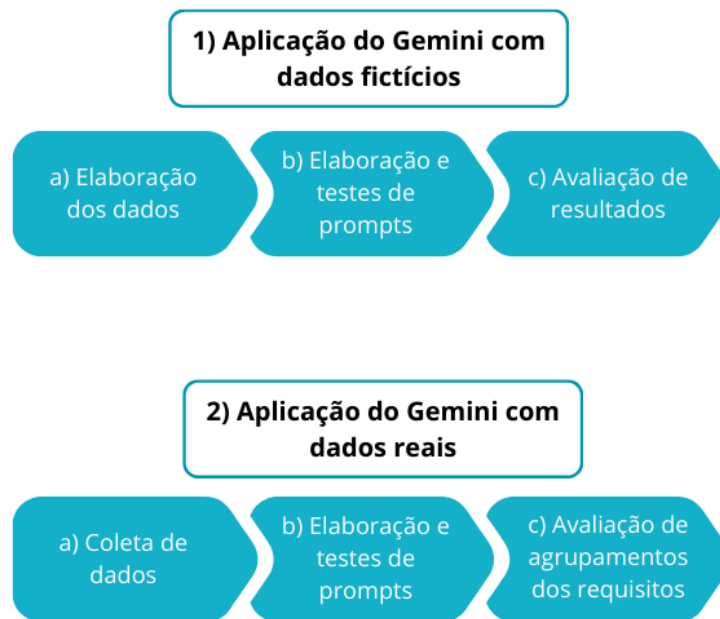 1) Aplicação do Gemini com
dados fictícios
a) Elaboração
dos dados
b) Elaboração e
testes de
prompts
c) Avaliação de
resultados
2) Aplicação do Gemini com
dados reais
a) Coleta de
dados
b) Elaboração e
testes de
prompts
c) Avaliação de
agrupamentos
dos requisitos